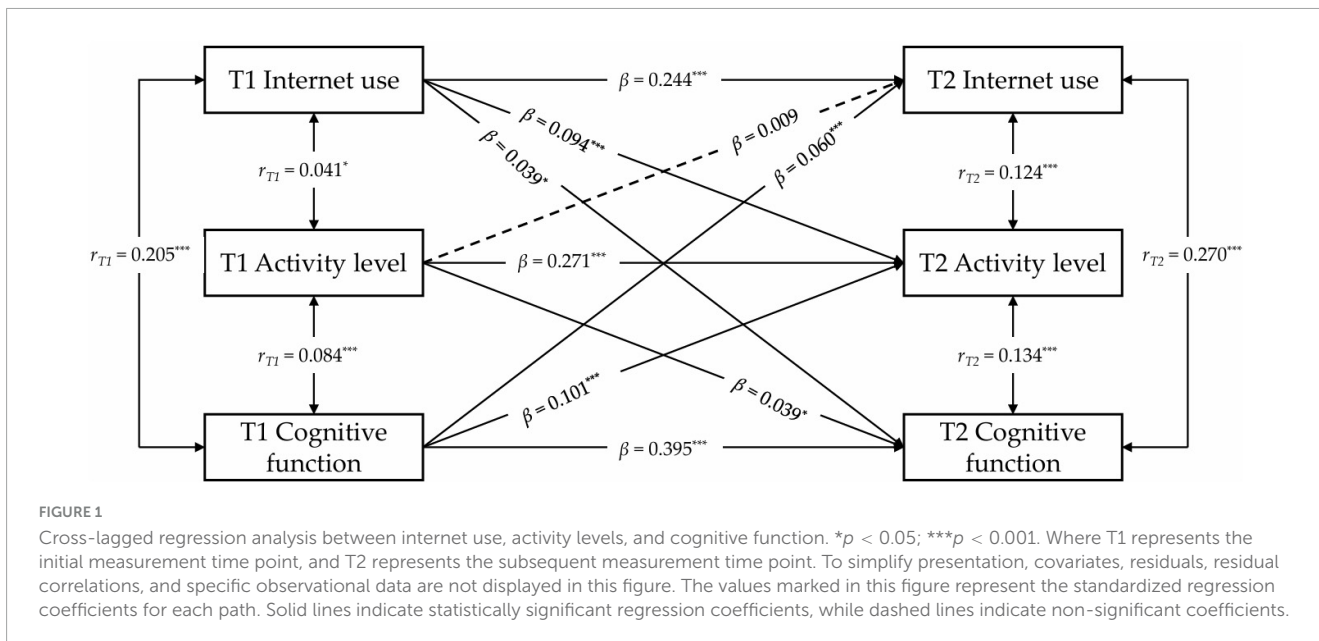 T1 Internet use
β = 0.244***
T2 Internet use
β = 0.094***
β = 0.009
β = 0.060***
β = 0.039*
r_T1 = 0.041*
r_T2 = 0.124***
r_T1 = 0.205***
T1 Activity level
β = 0.271***
T2 Activity level
r_T2 = 0.270***
r_T1 = 0.084***
r_T2 = 0.134***
β = 0.101***
β = 0.039*
T1 Cognitive
function
β = 0.395***
T2 Cognitive
function
FIGURE 1
Cross-lagged regression analysis between internet use, activity levels, and cognitive function. *p < 0.05; ***p < 0.001. Where T1 represents the
initial measurement time point, and T2 represents the subsequent measurement time point. To simplify presentation, covariates, residuals, residual
correlations, and specific observational data are not displayed in this figure. The values marked in this figure represent the standardized regression
coefficients for each path. Solid lines indicate statistically significant regression coefficients, while dashed lines indicate non-significant coefficients.